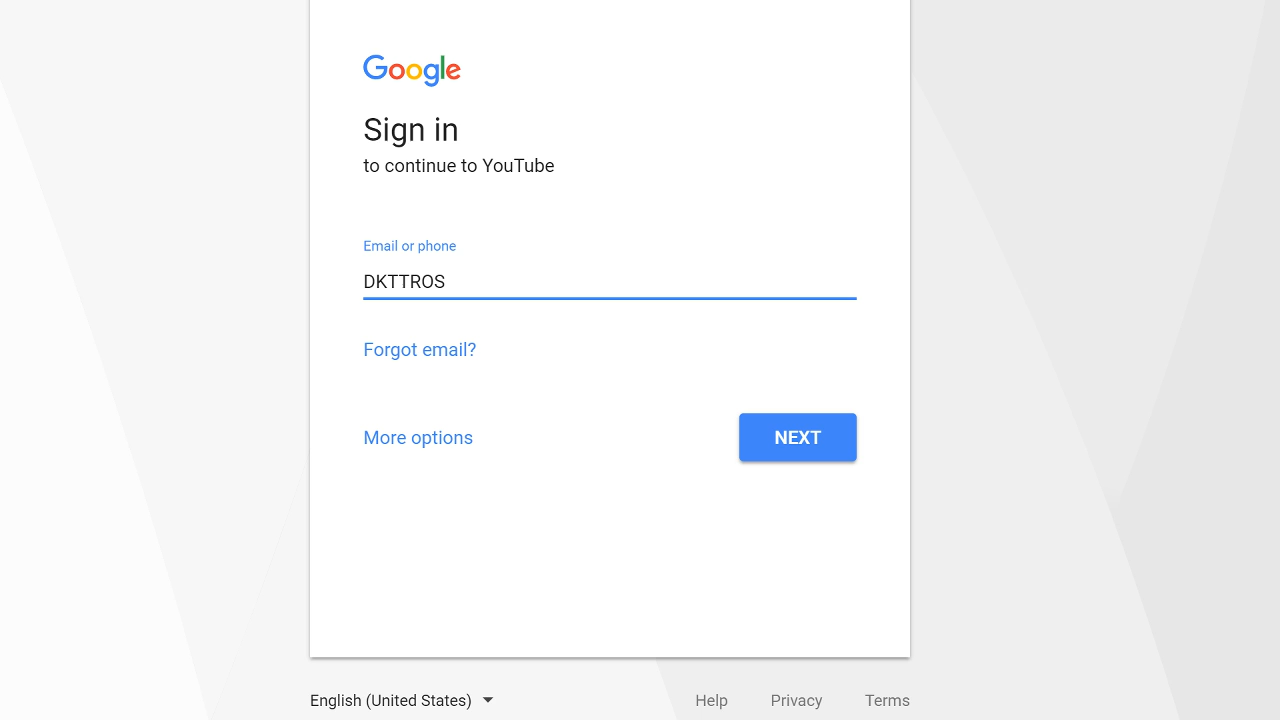 Google
Sign in
to continue to YouTube
Email or phone
DKTTROS
Forgot email?
More options
NEXT
English (United States)
Help
Privacy
Terms